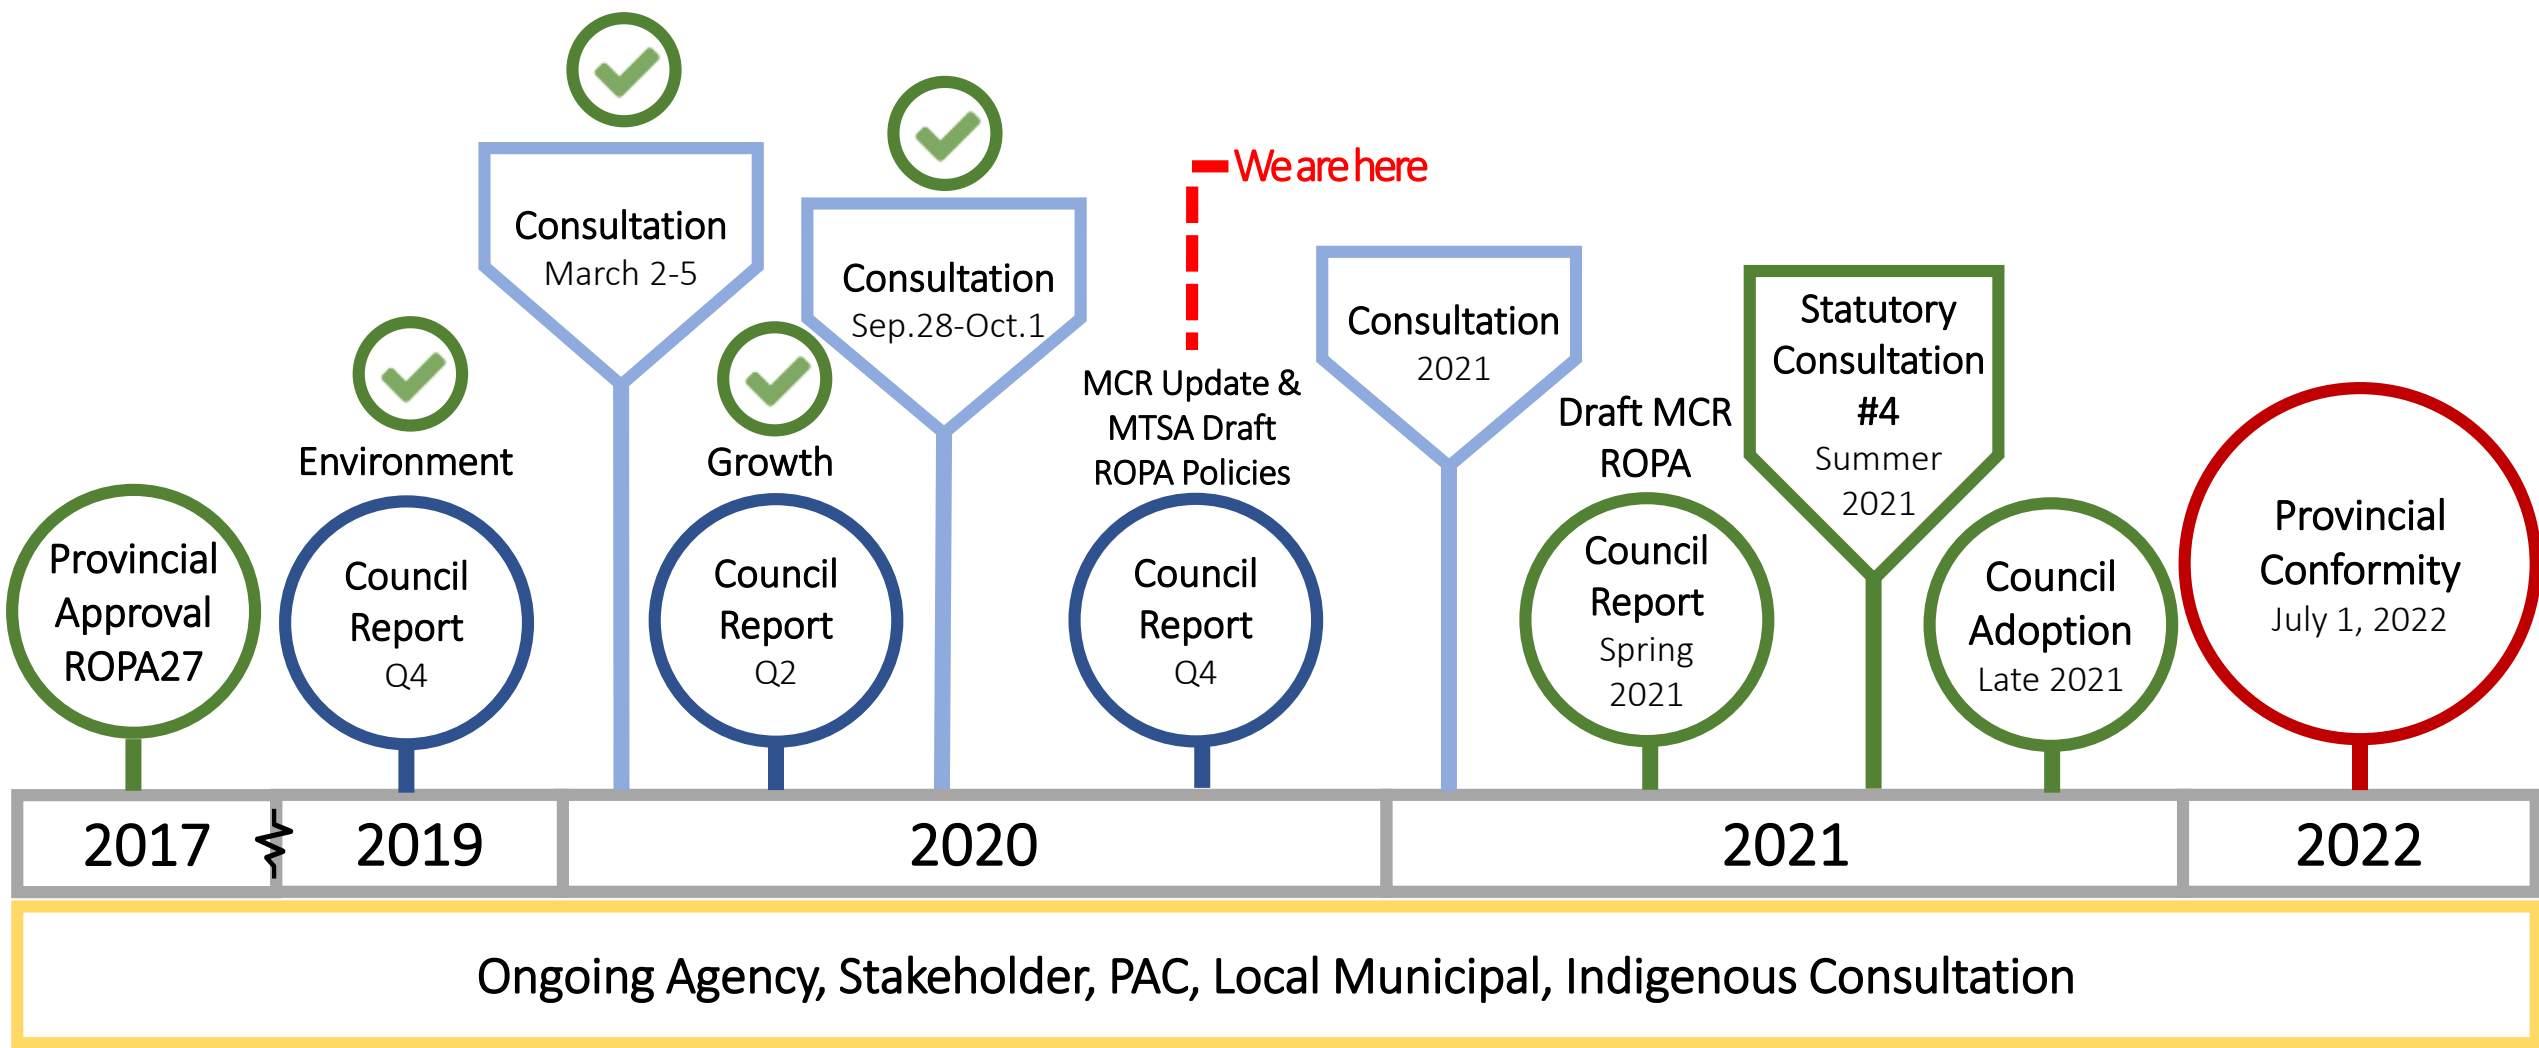 Provincial
Approval
ROPA27
Environment
Council
Report
Q4
Consultation
March 2-5
Growth
Council
Report
Q2
Consultation
Sep.28-Oct.1
We are here
MCR Update &
MTSA Draft
ROPA Policies
Council
Report
Q4
Consultation
2021
Draft MCR
ROPA
Council
Report
Spring
2021
Statutory
Consultation
#4
Summer
2021
Council
Adoption
Late 2021
Provincial
Conformity
July 1, 2022
2017
2019
2020
2021
2022
Ongoing Agency, Stakeholder, PAC, Local Municipal, Indigenous Consultation